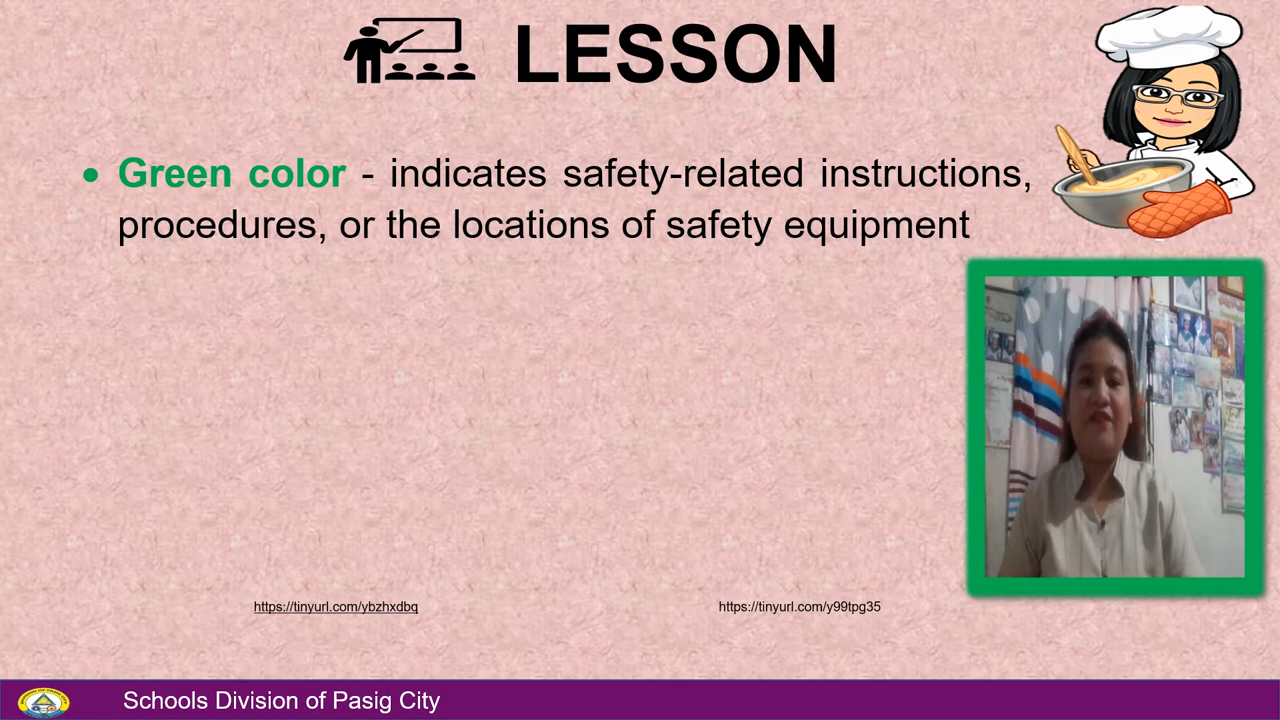 LESSON
• Green color - indicates safety-related instructions,
procedures, or the locations of safety equipment
https://tinyurl.com/ybzhxdbq
https://tinyurl.com/y99tpg35
Schools Division of Pasig City